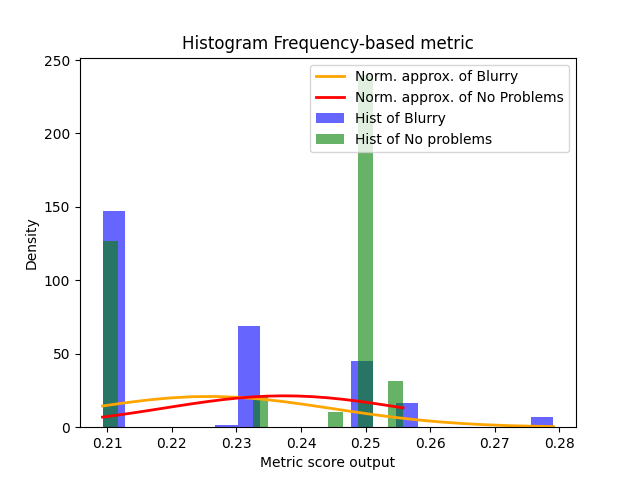 Histogram Frequency-based metric
Norm. approx. of Blurry
Norm. approx. of No Problems
Hist of Blurry
Hist of No problems
250
200
150
100
50
0
Density
0.21 0.22 0.23 0.24 0.25 0.26 0.27 0.28
Metric score output